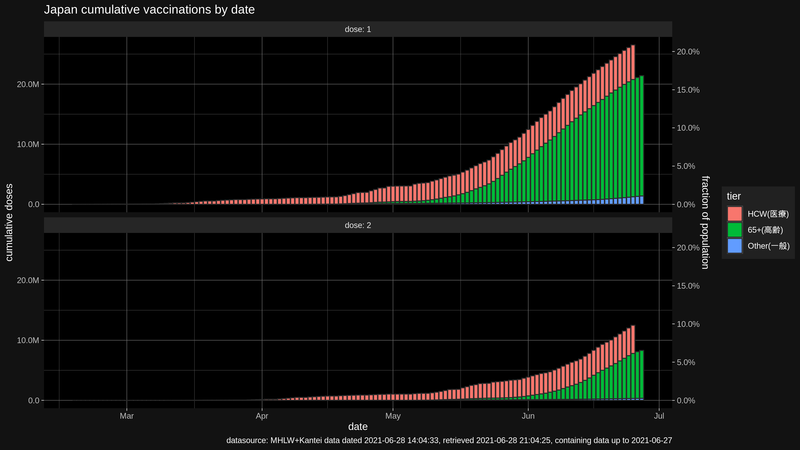 Japan cumulative vaccinations by date
dose: 1
20.0M
10.0M
0.0
20.0%
15.0%
10.0%
5.0%
0.0%
dose: 2
20.0M
10.0M
0.0
20.0%
15.0%
10.0%
5.0%
0.0%
cumulative doses
fraction of population
Mar
Apr
May
Jun
Jul
date
tier
HCW(医療)
65+(高齢)
Other(一般)
datasource: MHLW+Kantei data dated 2021-06-28 14:04:33, retrieved 2021-06-28 21:04:25, containing data up to 2021-06-27